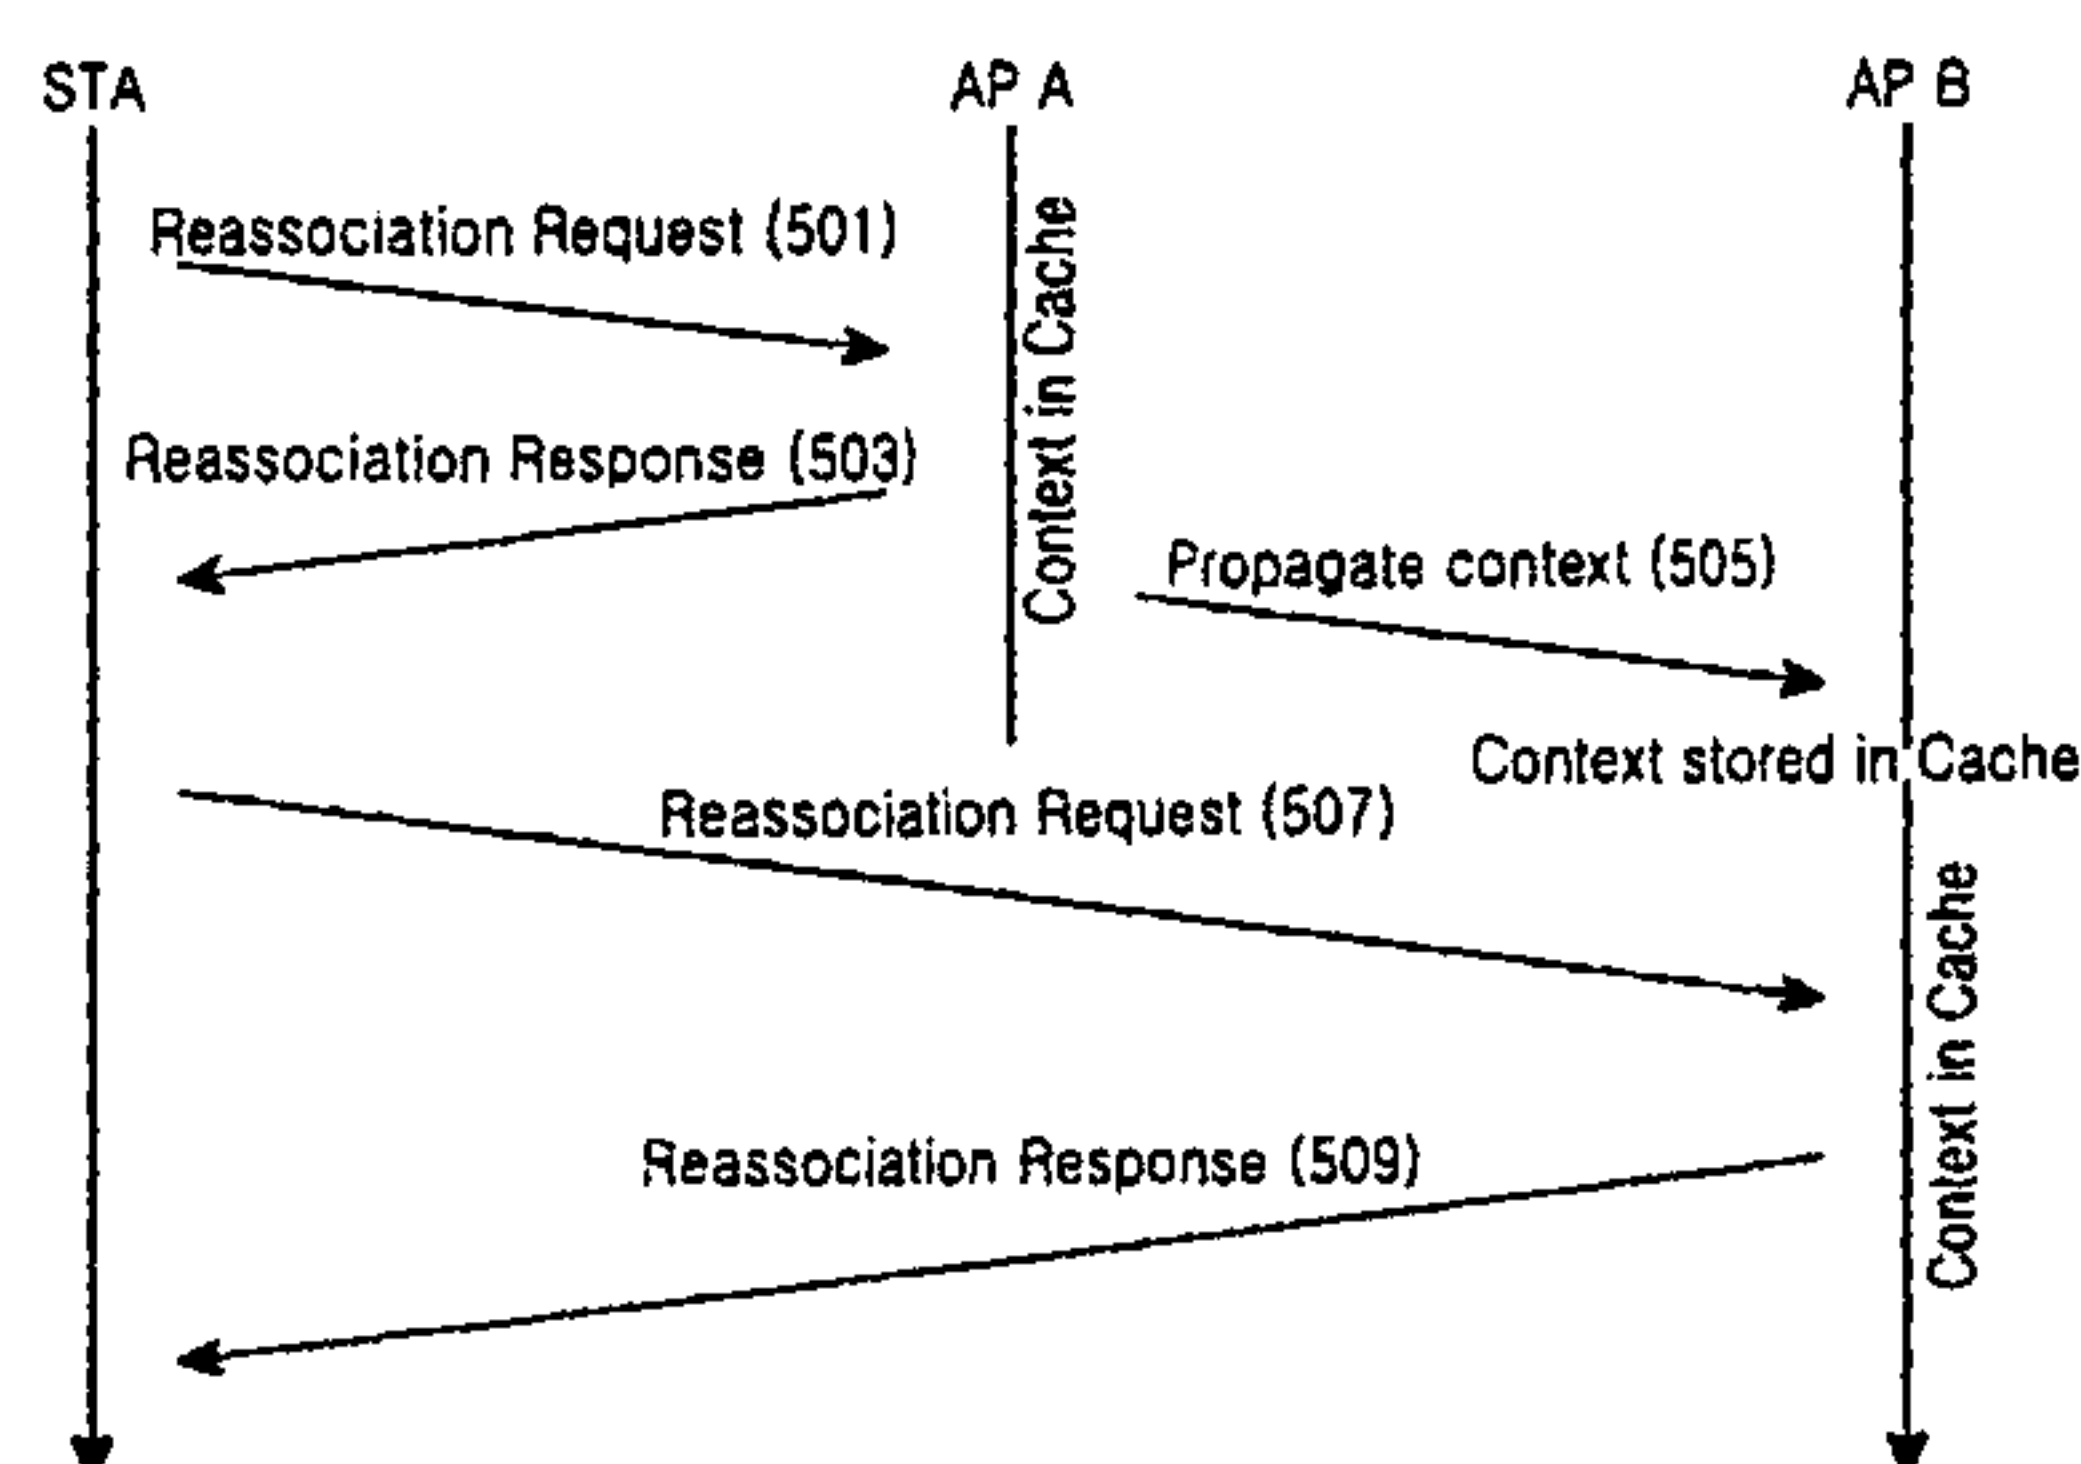 STA
AP A
AP B
Reassociation Request (501)
Context in Cache
Reassociation Response (503)
Propagate context (505)
Context stored in Cache
Reassociation Request (507)
Context in Cache
Reassociation Response (509)